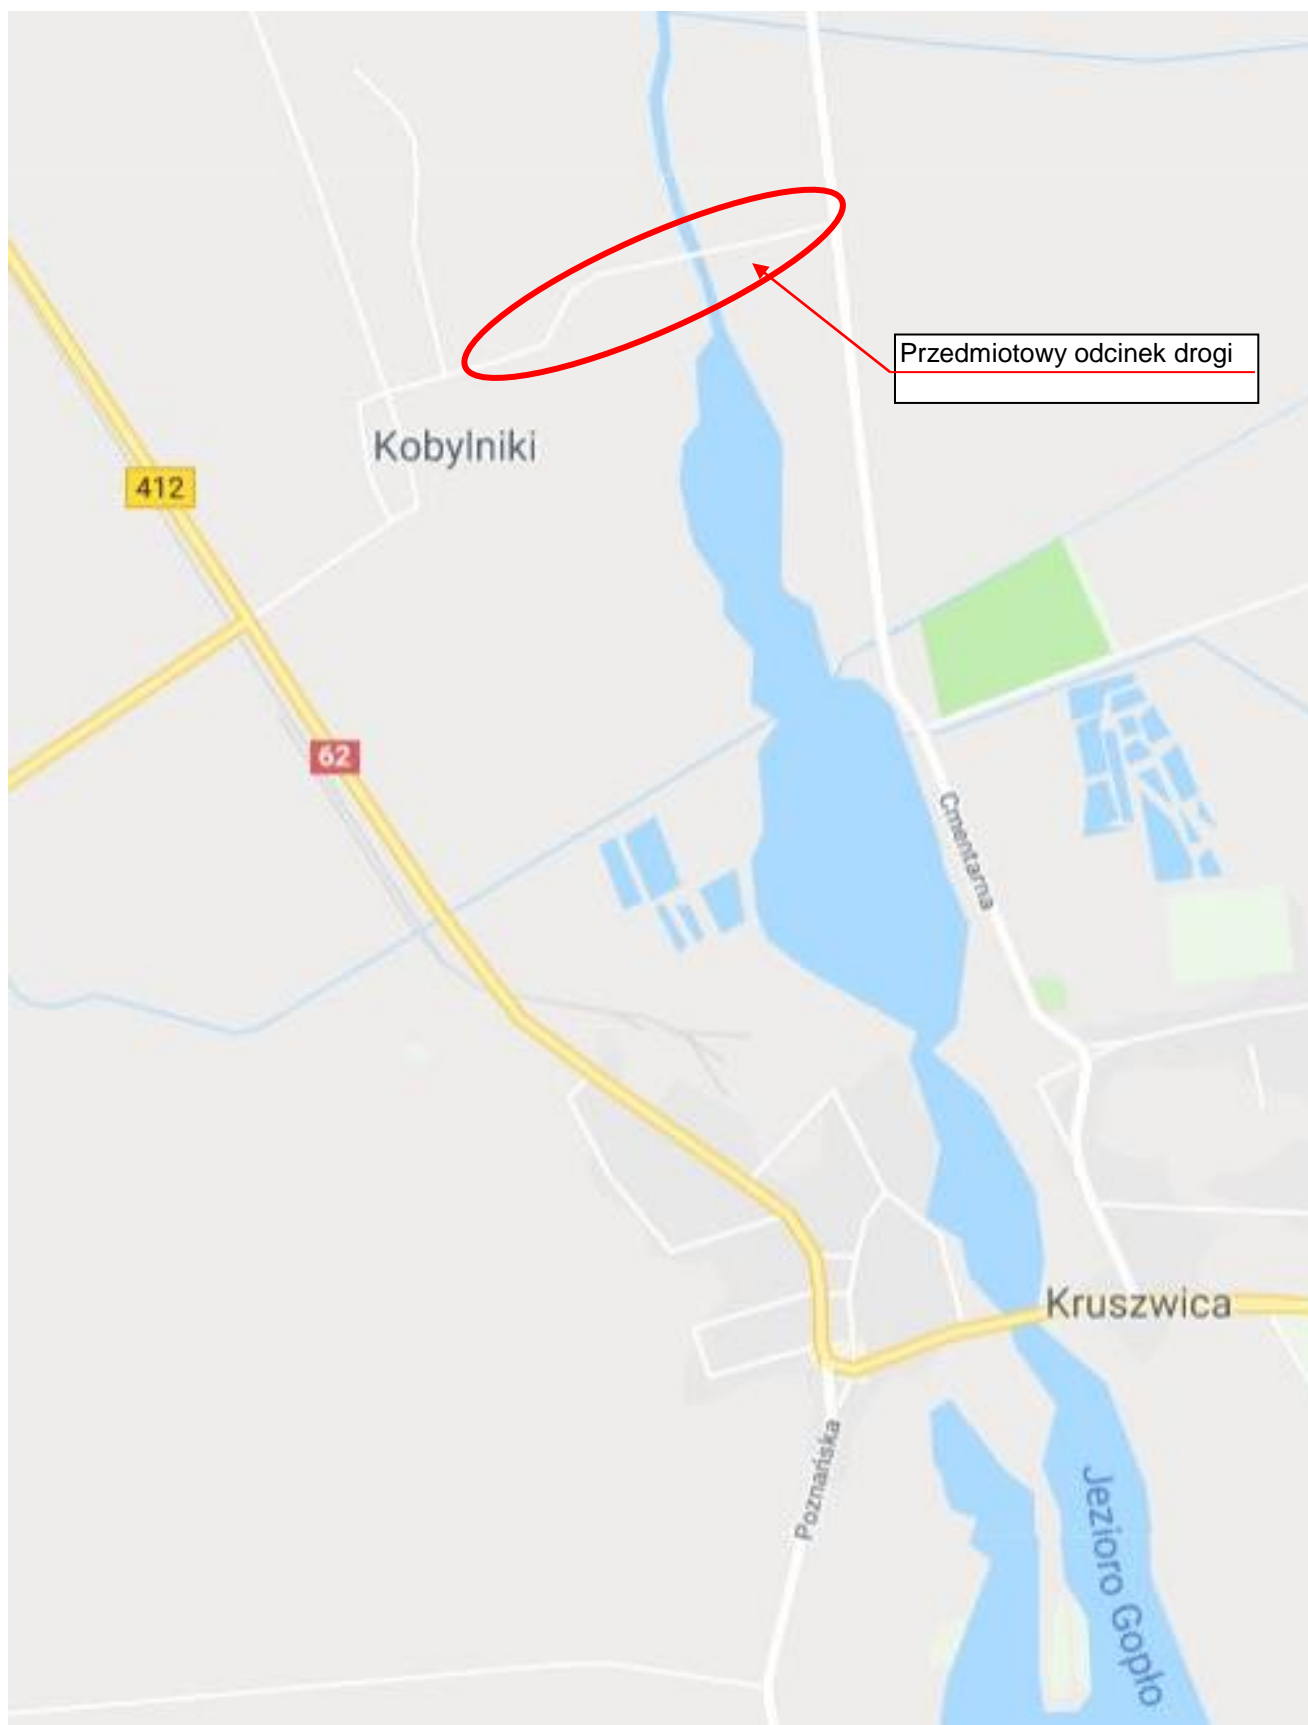 Przedmiotowy odcinek drogi
Kobylniki
412
62
Cmentarna
Kruszwica
Poznańska
Jezioro Gopło